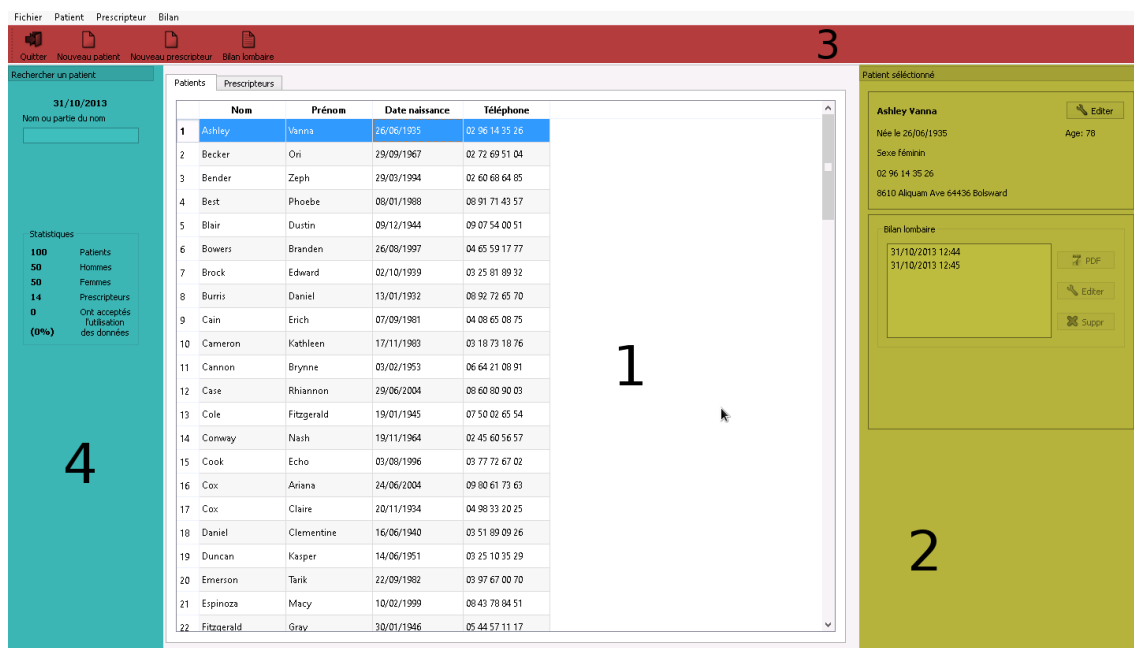 Fichier Patient Prescripteur Bilan
Quitter Nouveau patient Nouveau prescripteur Bilan lombaire
3
Rechercher un patient
31/10/2013
Nom ou partie du nom
Statistiques
100 Patients
50 Hommes
50 Femmes
14 Prescripteurs
0 Ont acceptés
l'utilisation
(0%) des données
4
Patients Prescripteurs
Nom Prénom Date naissance Téléphone
1 Ashley Vanna 26/06/1935 02 96 14 35 26
2 Becker Ori 29/09/1967 02 72 69 51 04
3 Bender Zeph 29/03/1994 02 60 68 64 85
4 Best Phoebe 08/01/1988 08 91 71 43 57
5 Blair Dustin 09/12/1944 09 07 54 00 51
6 Bowers Branden 26/08/1997 04 65 59 17 77
7 Brock Edward 02/10/1939 03 25 81 89 32
8 Burris Daniel 13/01/1932 08 92 72 65 70
9 Cain Erich 07/09/1981 04 08 65 08 75
10 Cameron Kathleen 17/11/1983 03 18 73 18 76
11 Cannon Brynne 03/02/1953 06 64 21 08 91
12 Case Rhiannon 29/06/2004 08 60 80 90 03
13 Cole Fitzgerald 19/01/1945 07 50 02 65 54
14 Conway Nash 19/11/1964 02 45 60 56 57
15 Cook Echo 03/08/1996 03 77 72 67 02
16 Cox Ariana 24/06/2004 09 80 61 73 63
17 Cox Claire 20/11/1934 04 98 33 20 25
18 Daniel Clementine 16/06/1940 03 51 89 09 26
19 Duncan Kasper 14/06/1951 03 25 10 35 29
20 Emerson Tarik 22/09/1982 03 97 67 00 70
21 Espinoza Macy 10/02/1999 08 43 78 84 51
22 Fitzgerald Gray 30/01/1946 05 44 57 11 17
1
Patient séléctionné
Ashley Vanna Editer
Née le 26/06/1935 Age: 78
Sexe féminin
02 96 14 35 26
8610 Aliquam Ave 64436 Bolsward
Bilan lombaire
31/10/2013 12:44
31/10/2013 12:45
PDF
Editer
Suppr
2